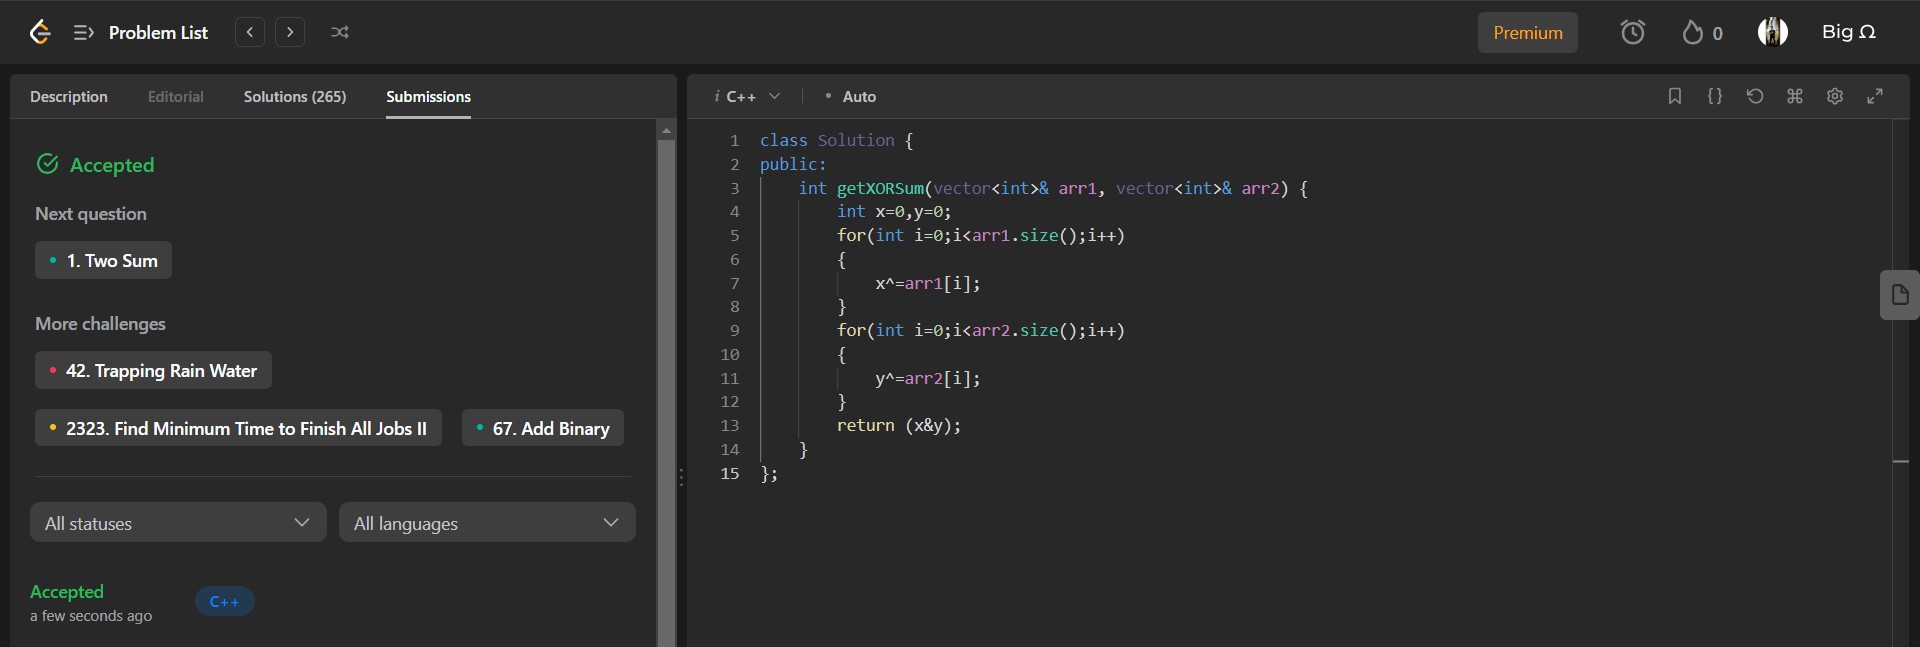 Problem List
Premium
0
Big Ω
Description Editorial Solutions (265) Submissions
Accepted
Next question
1. Two Sum
More challenges
42. Trapping Rain Water
2323. Find Minimum Time to Finish All Jobs II
67. Add Binary
All statuses
All languages
Accepted
a few seconds ago
C++
i C++
• Auto
1 class Solution {
2 public:
3     int getXORSum(vector<int>& arr1, vector<int>& arr2) {
4         int x=0,y=0;
5         for(int i=0;i<arr1.size();i++)
6         {
7             x^=arr1[i];
8         }
9         for(int i=0;i<arr2.size();i++)
10         {
11             y^=arr2[i];
12         }
13         return (x&y);
14     }
15 };